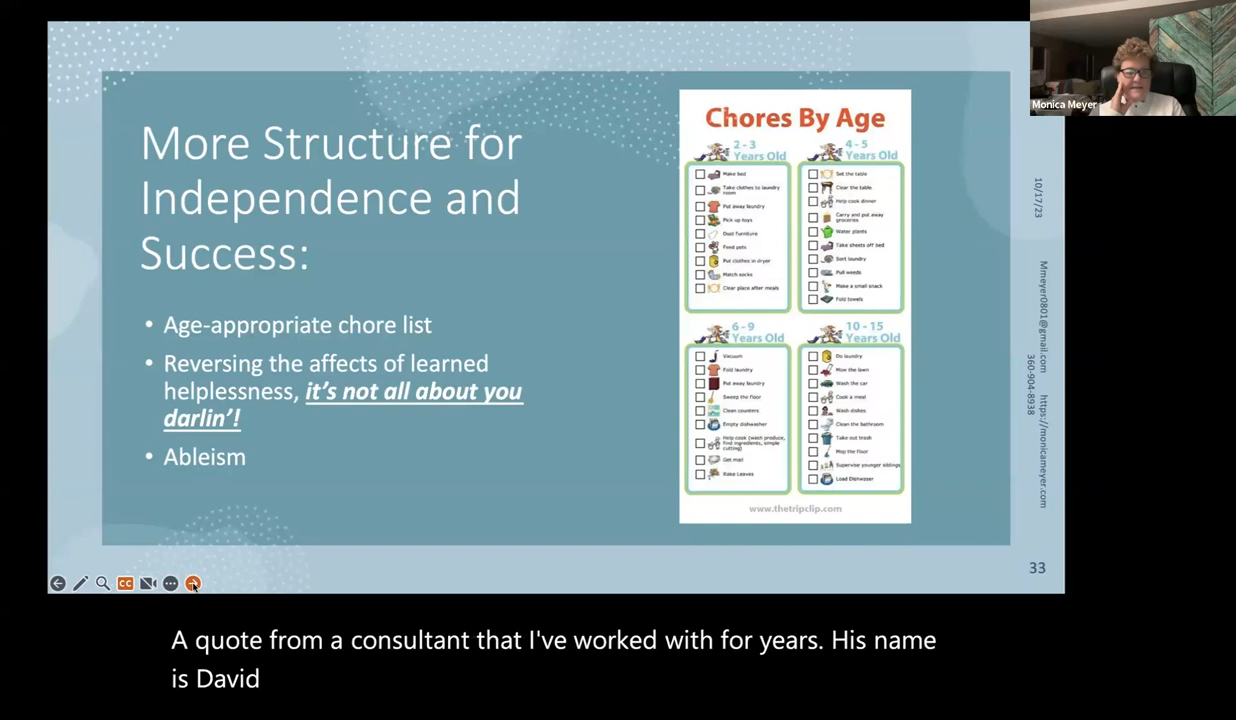 More Structure for
Independence and
Success:
• Age-appropriate chore list
• Reversing the affects of learned
helplessness, it's not all about you
darlin'!
• Ableism
Chores By Age
2 - 3
Years Old
Make bed
Take clothes to laundry
room
Put away laundry
Pick up toys
Dust furniture
Feed pets
Put clothes in dryer
Match socks
Clear place after meals
4 - 5
Years Old
Set the table
Clear the table
Help cook dinner
Carry and put away
groceries
Water plants
Take sheets off bed
Sort laundry
Pull weeds
Make a small snack
Fold towels
6 - 9
Years Old
Vacuum
Fold laundry
Put away laundry
Sweep the floor
Clean counters
Empty dishwasher
Help cook (wash produce,
find ingredients, simple
cutting)
Get mail
Rake Leaves
10 - 15
Years Old
Do laundry
Mow the lawn
Wash the car
Cook a meal
Wash dishes
Clean the bathroom
Take out trash
Mop the floor
Supervise younger siblings
Load Dishwasher
www.thetripclip.com
Monica Meyer
10/17/23
Mmeyer0801@gmail.com https://monicameyer.com
360-904-8938
33
CC
A quote from a consultant that I've worked with for years. His name
is David